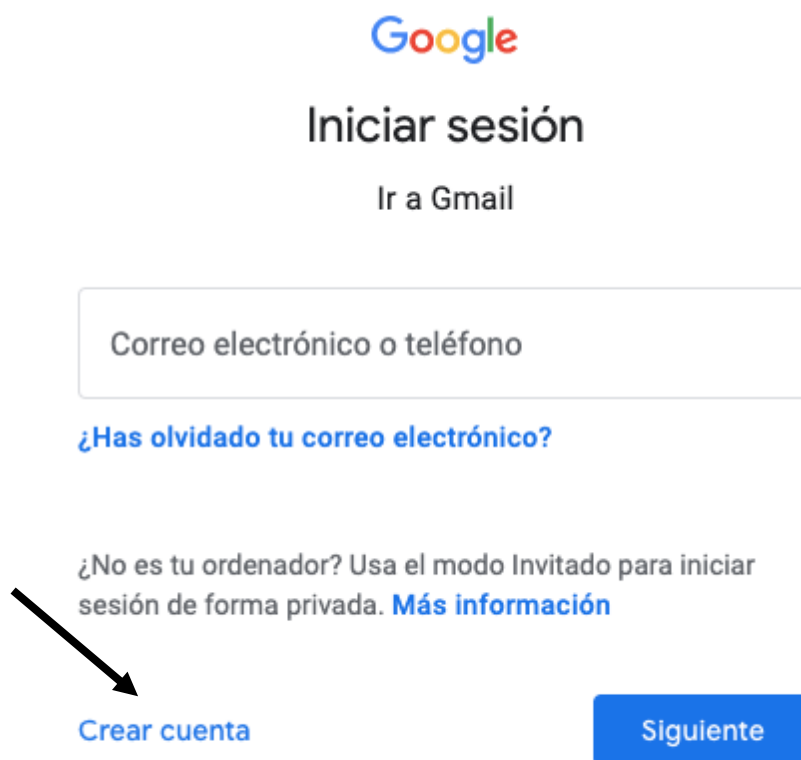 Google
Iniciar sesión
Ir a Gmail
Correo electrónico o teléfono
¿Has olvidado tu correo electrónico?
¿No es tu ordenador? Usa el modo Invitado para iniciar
sesión de forma privada. Más información
Crear cuenta
Siguiente